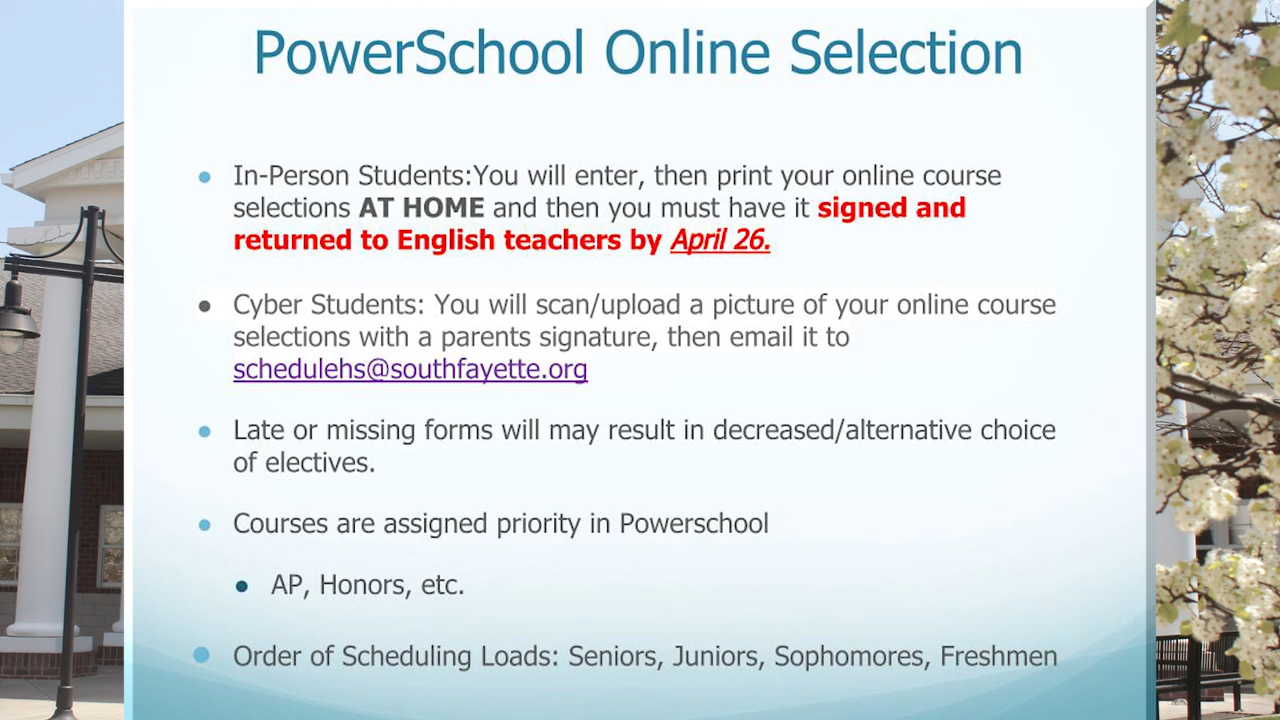 PowerSchool Online Selection
● In-Person Students:You will enter, then print your online course
selections AT HOME and then you must have it signed and
returned to English teachers by April 26.
● Cyber Students: You will scan/upload a picture of your online course
selections with a parents signature, then email it to
schedulehs@southfayette.org
● Late or missing forms will may result in decreased/alternative choice
of electives.
● Courses are assigned priority in Powerschool
● AP, Honors, etc.
● Order of Scheduling Loads: Seniors, Juniors, Sophomores, Freshmen